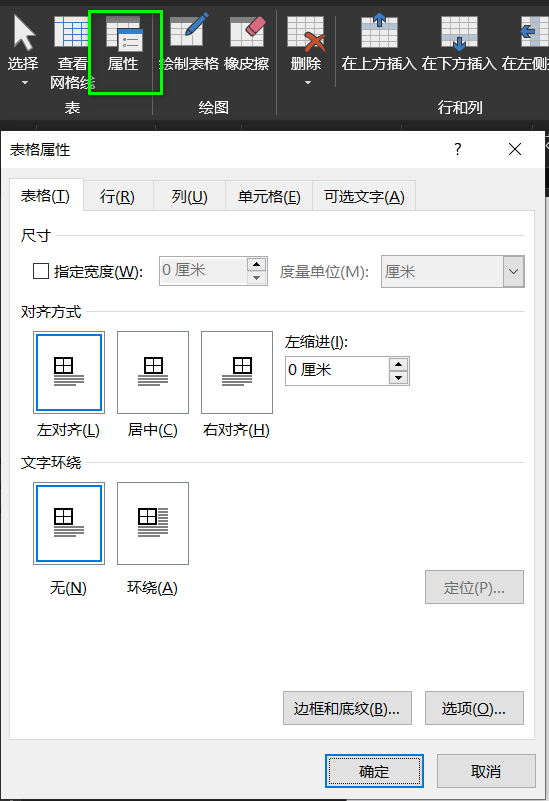 选择 查看 网格线 属性 绘制表格 橡皮擦 删除 在上方插入 在下方插入 在左侧
表 绘图 行和列
表格属性 ?
表格(T) 行(R) 列(U) 单元格(E) 可选文字(A)
尺寸
指定宽度(W): 0 厘米 度量单位(M): 厘米
对齐方式
左缩进(I):
0 厘米
左对齐(L) 居中(C) 右对齐(H)
文字环绕
无(N) 环绕(A)
定位(P)...
边框和底纹(B)... 选项(O)...
确定 取消